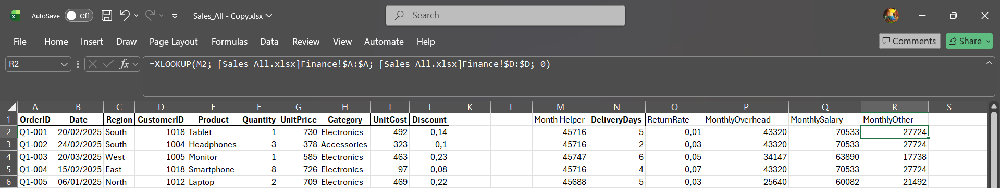 AutoSave Off Sales_All - Copy.xlsx Search
File Home Insert Draw Page Layout Formulas Data Review View Automate Help Comments Share
R2 fx =XLOOKUP(M2; [Sales_All.xlsx]Finance!$A:$A; [Sales_All.xlsx]Finance!$D:$D; 0)
A B C D E F G H I J K L M N O P Q R S
1 OrderID Date Region CustomerID Product Quantity UnitPrice Category UnitCost Discount Month Helper DeliveryDays ReturnRate MonthlyOverhead MonthlySalary MonthlyOther
2 Q1-001 20/02/2025 South 1018 Tablet 1 730 Electronics 492 0,14 45716 5 0,01 43320 70533 27724
3 Q1-002 24/02/2025 South 1004 Headphones 3 378 Accessories 323 0,1 45716 2 0,03 43320 70533 27724
4 Q1-003 20/03/2025 West 1005 Monitor 1 585 Electronics 463 0,23 45747 6 0,05 34147 63890 17738
5 Q1-004 15/02/2025 East 1018 Smartphone 8 726 Electronics 97 0,08 45716 4 0,07 43320 70533 27724
6 Q1-005 06/01/2025 North 1012 Laptop 2 709 Electronics 469 0,22 45688 5 0,03 25640 60082 21492